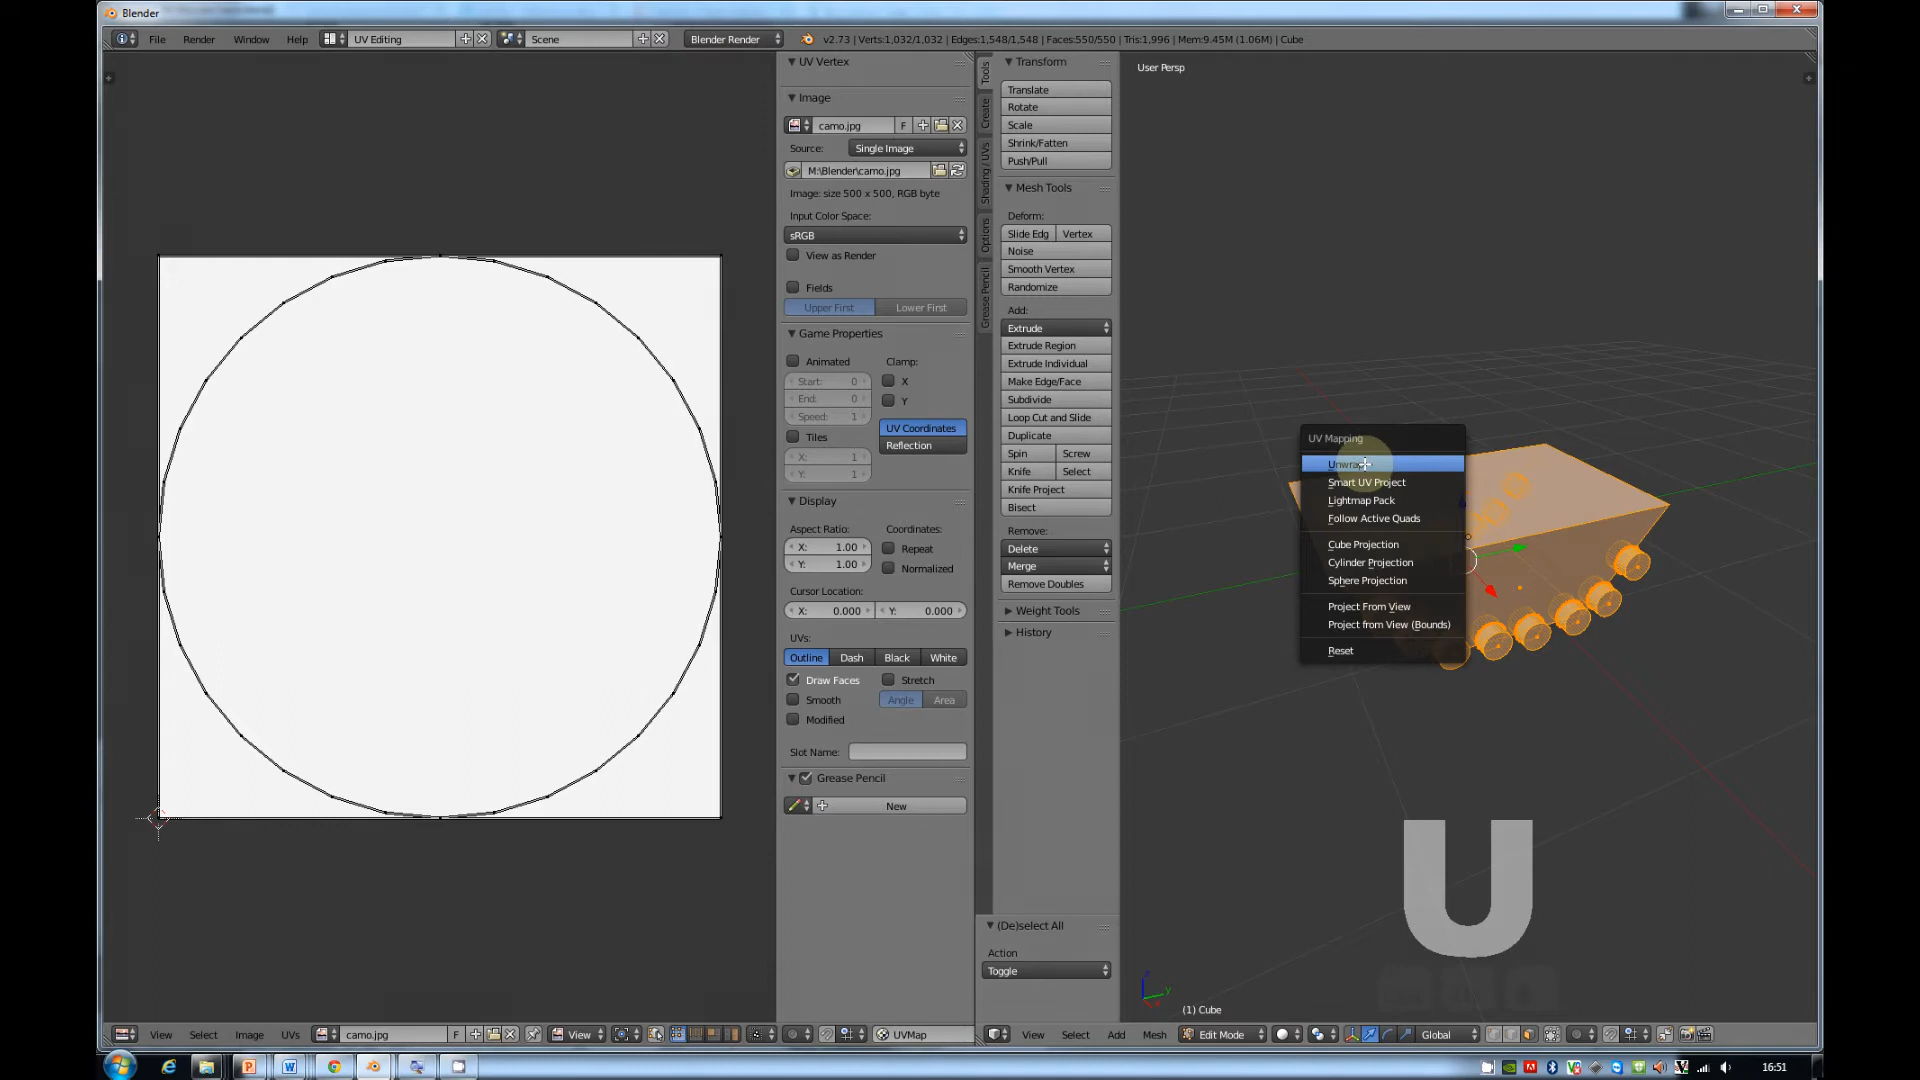 Blender
File Render Window Help UV Editing Scene Blender Render v2.73 | Verts:1,032/1,032 | Edges:1,548/1,548 | Faces:550/550 | Tris:1,996 | Mem:9.45M (1.06M) | Cube
UV Vertex
Image
camo.jpg F
Source: Single Image
M:\Blender\camo.jpg
Image: size 500 x 500, RGB byte
Input Color Space:
sRGB
View as Render
Fields
Upper First Lower First
Game Properties
Animated Clamp:
Start: 0 X
End: 0 Y
Speed: 1
UV Coordinates
Tiles Reflection
X: 1
Y: 1
Display
Aspect Ratio: Coordinates:
X: 1.00 Repeat
Y: 1.00 Normalized
Cursor Location:
X: 0.000 Y: 0.000
UVs:
Outline Dash Black White
Draw Faces Stretch
Smooth Angle Area
Modified
Slot Name:
Grease Pencil
New
Tools
Create
Shading / UVs
Options
Grease Pencil
Transform
Translate
Rotate
Scale
Shrink/Fatten
Push/Pull
Mesh Tools
Deform:
Slide Edg Vertex
Noise
Smooth Vertex
Randomize
Add:
Extrude
Extrude Region
Extrude Individual
Make Edge/Face
Subdivide
Loop Cut and Slide
Duplicate
Spin Screw
Knife Select
Knife Project
Bisect
Remove:
Delete
Merge
Remove Doubles
Weight Tools
History
(De)select All
Action
Toggle
User Persp
UV Mapping
Unwrap
Smart UV Project
Lightmap Pack
Follow Active Quads
Cube Projection
Cylinder Projection
Sphere Projection
Project From View
Project from View (Bounds)
Reset
U
z
y
(1) Cube
View Select Image UVs camo.jpg F View UVMap
View Select Add Mesh Edit Mode Global
16:51